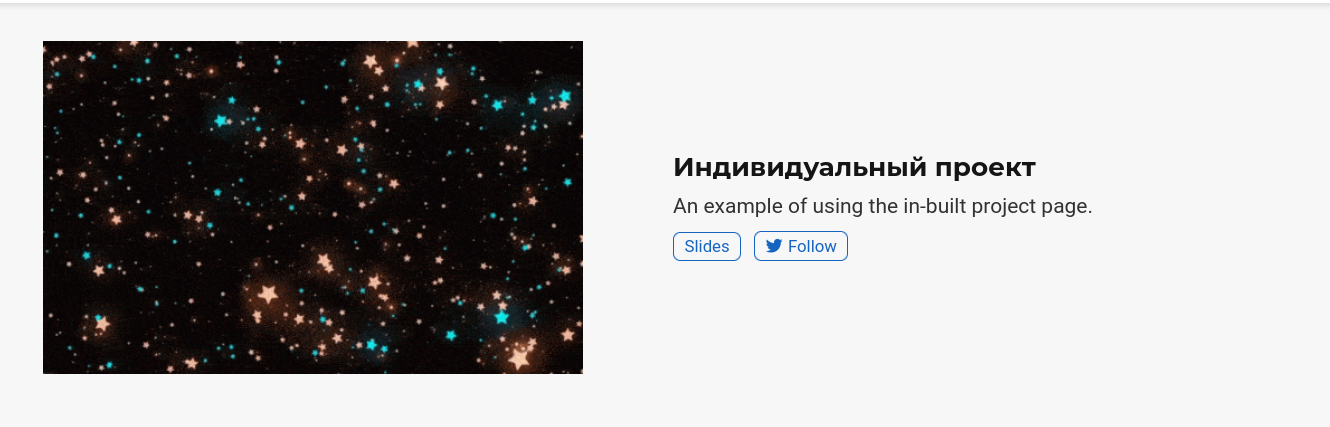 Индивидуальный проект
An example of using the in-built project page.
Slides Follow